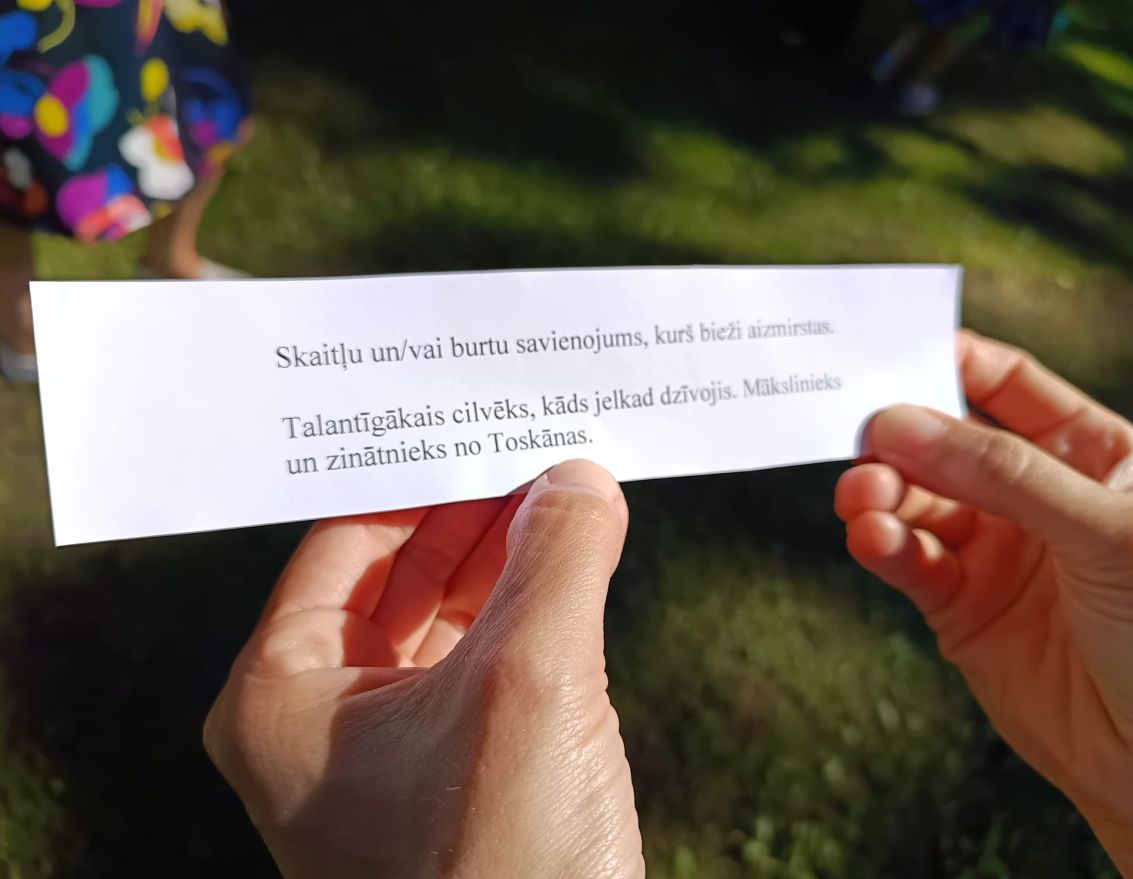 Skaitļu un/vai burtu savienojums, kurš bieži aizmirstas.
Talantīgākais cilvēks, kāds jelkad dzīvojis. Mākslinieks
un zinātnieks no Toskānas.